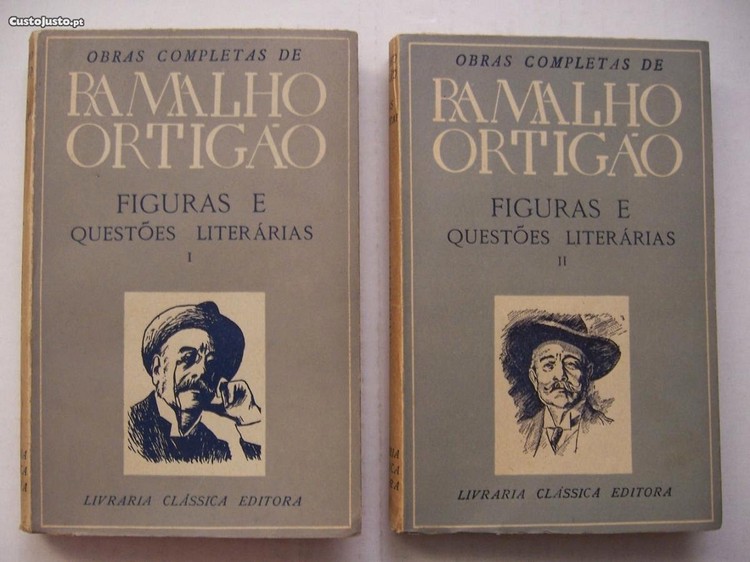 CustoJusto.pt
OBRAS COMPLETAS DE
RAMALHO
ORTIGÃO
FIGURAS E
QUESTÕES LITERÁRIAS
I
LIVRARIA CLÁSSICA EDITORA
OBRAS COMPLETAS DE
RAMALHO
ORTIGÃO
FIGURAS E
QUESTÕES LITERÁRIAS
II
LIVRARIA CLÁSSICA EDITORA